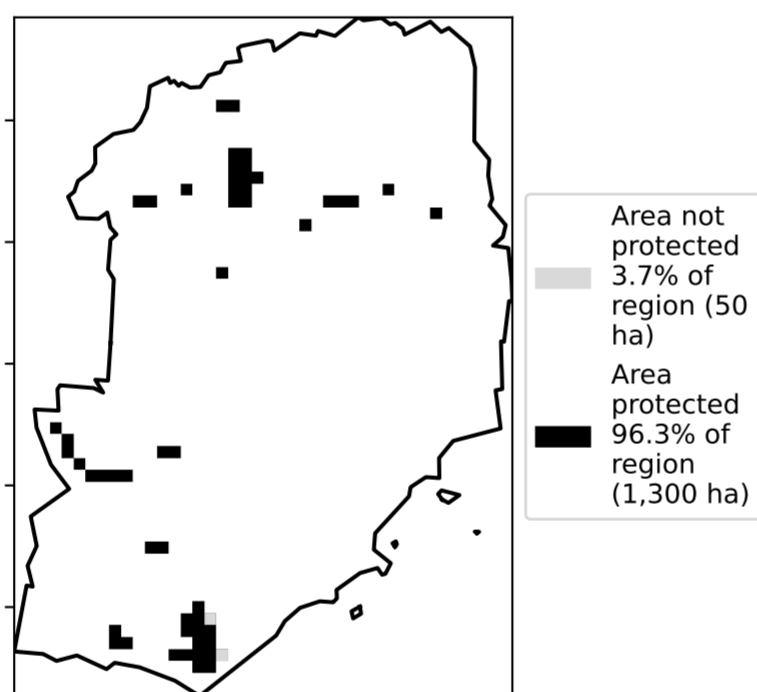 Area not
protected
3.7% of
region (50
ha)
Area
protected
96.3% of
region
(1,300 ha)